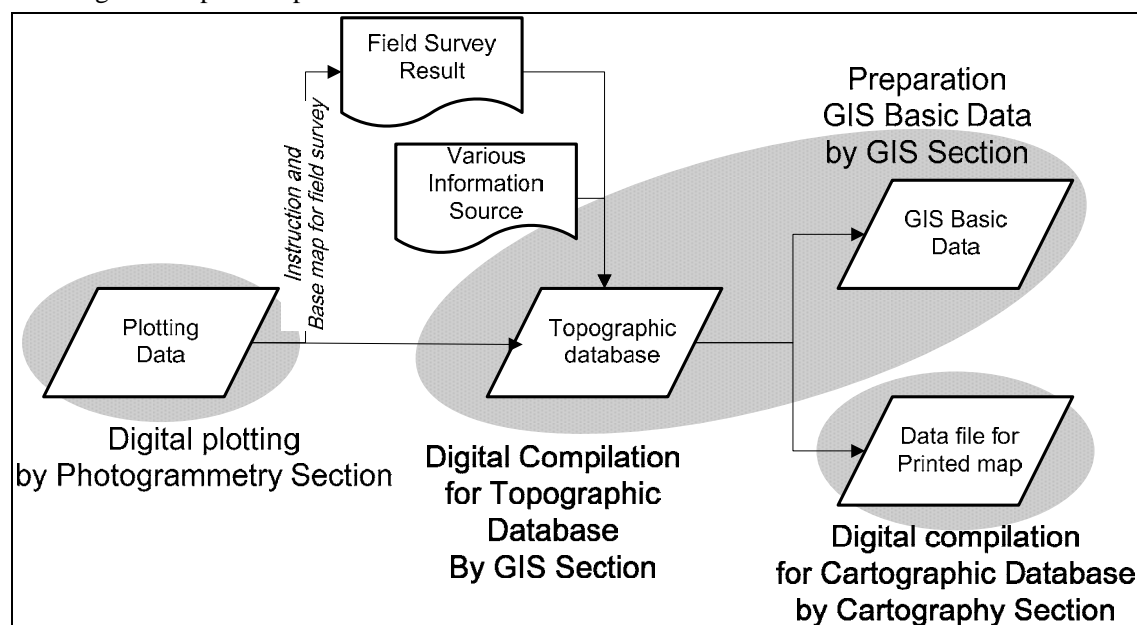 Field Survey
Result
Preparation
GIS Basic Data
by GIS Section
Instruction and
Base map for field survey
Various
Information
Source
GIS Basic
Data
Plotting
Data
Topographic
database
Digital plotting
by Photogrammetry Section
Digital Compilation
for Topographic
Database
By GIS Section
Data file for
Printed map
Digital compilation
for Cartographic Database
by Cartography Section